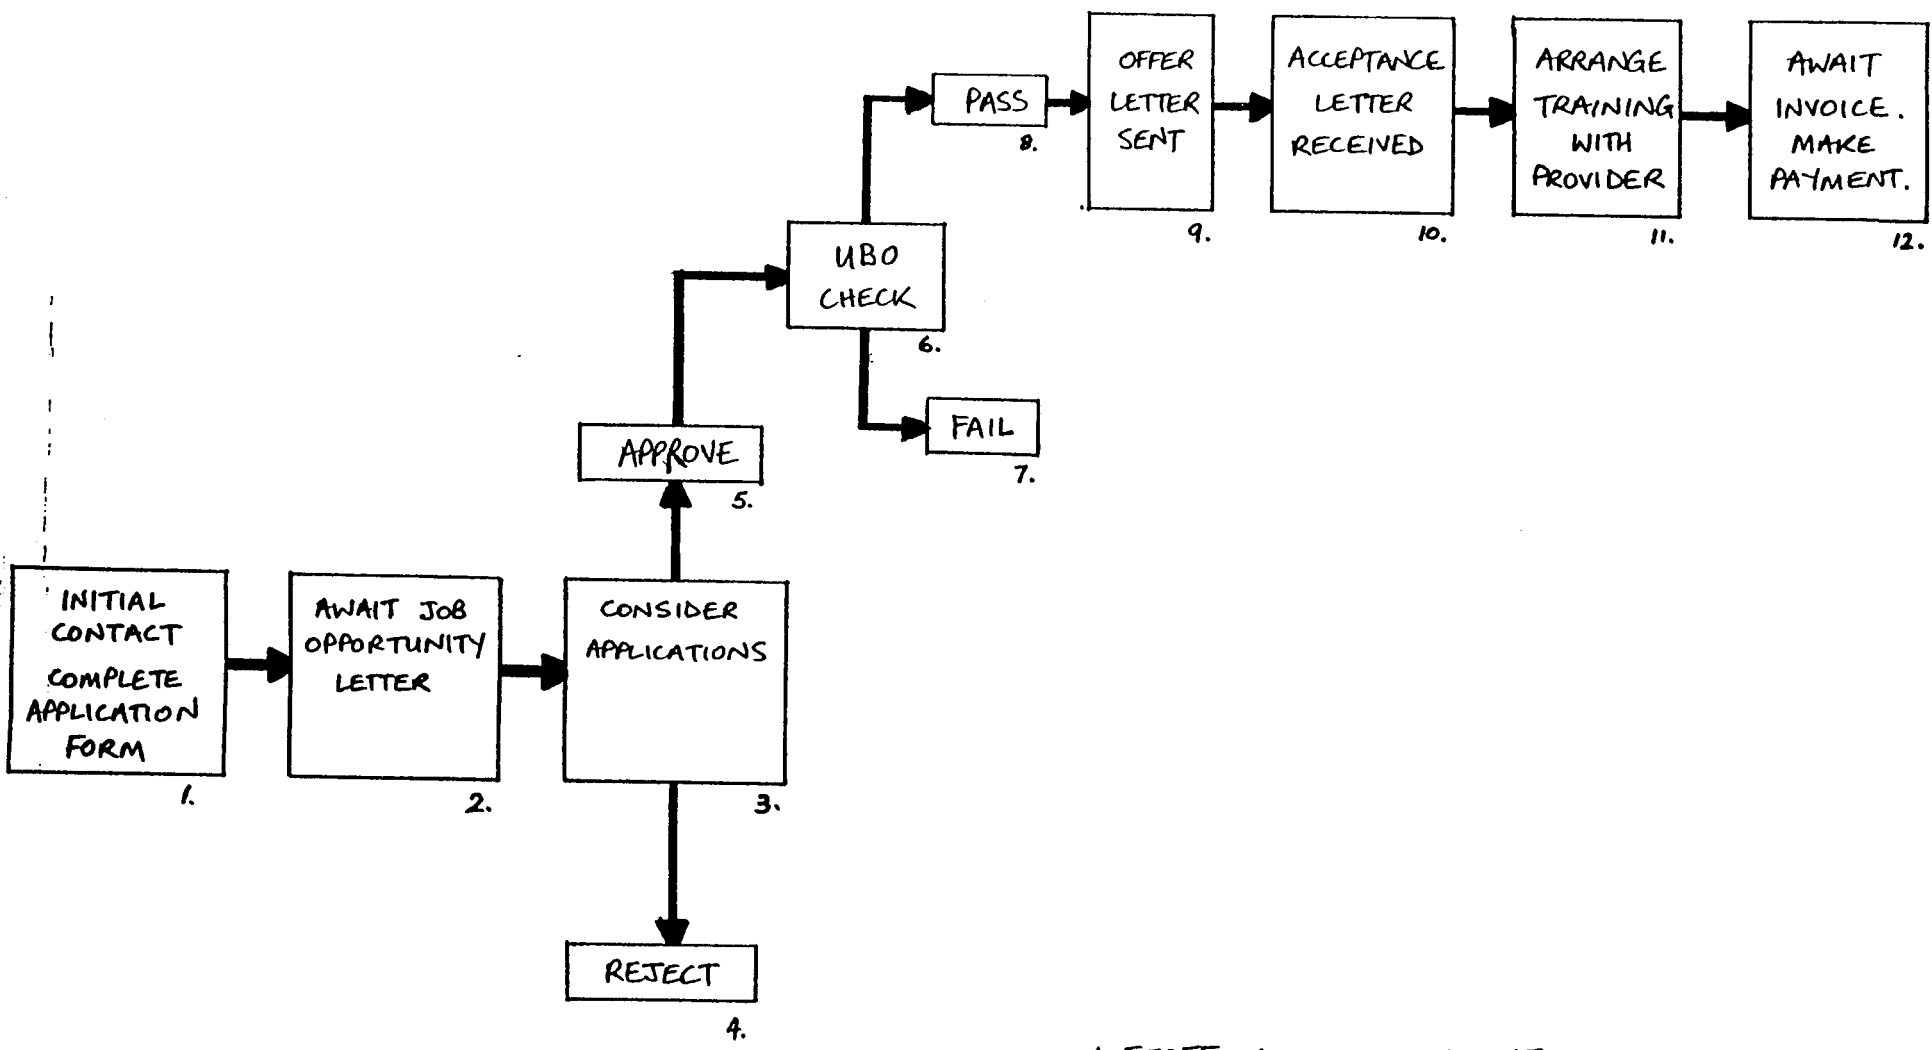 INITIAL
CONTACT
COMPLETE
APPLICATION
FORM
1.
AWAIT JOB
OPPORTUNITY
LETTER
2.
CONSIDER
APPLICATIONS
3.
REJECT
4.
APPROVE
5.
UBO
CHECK
6.
FAIL
7.
PASS
8.
OFFER
LETTER
SENT
9.
ACCEPTANCE
LETTER
RECEIVED
10.
ARRANGE
TRAINING
WITH
PROVIDER
11.
AWAIT
INVOICE.
MAKE
PAYMENT.
12.